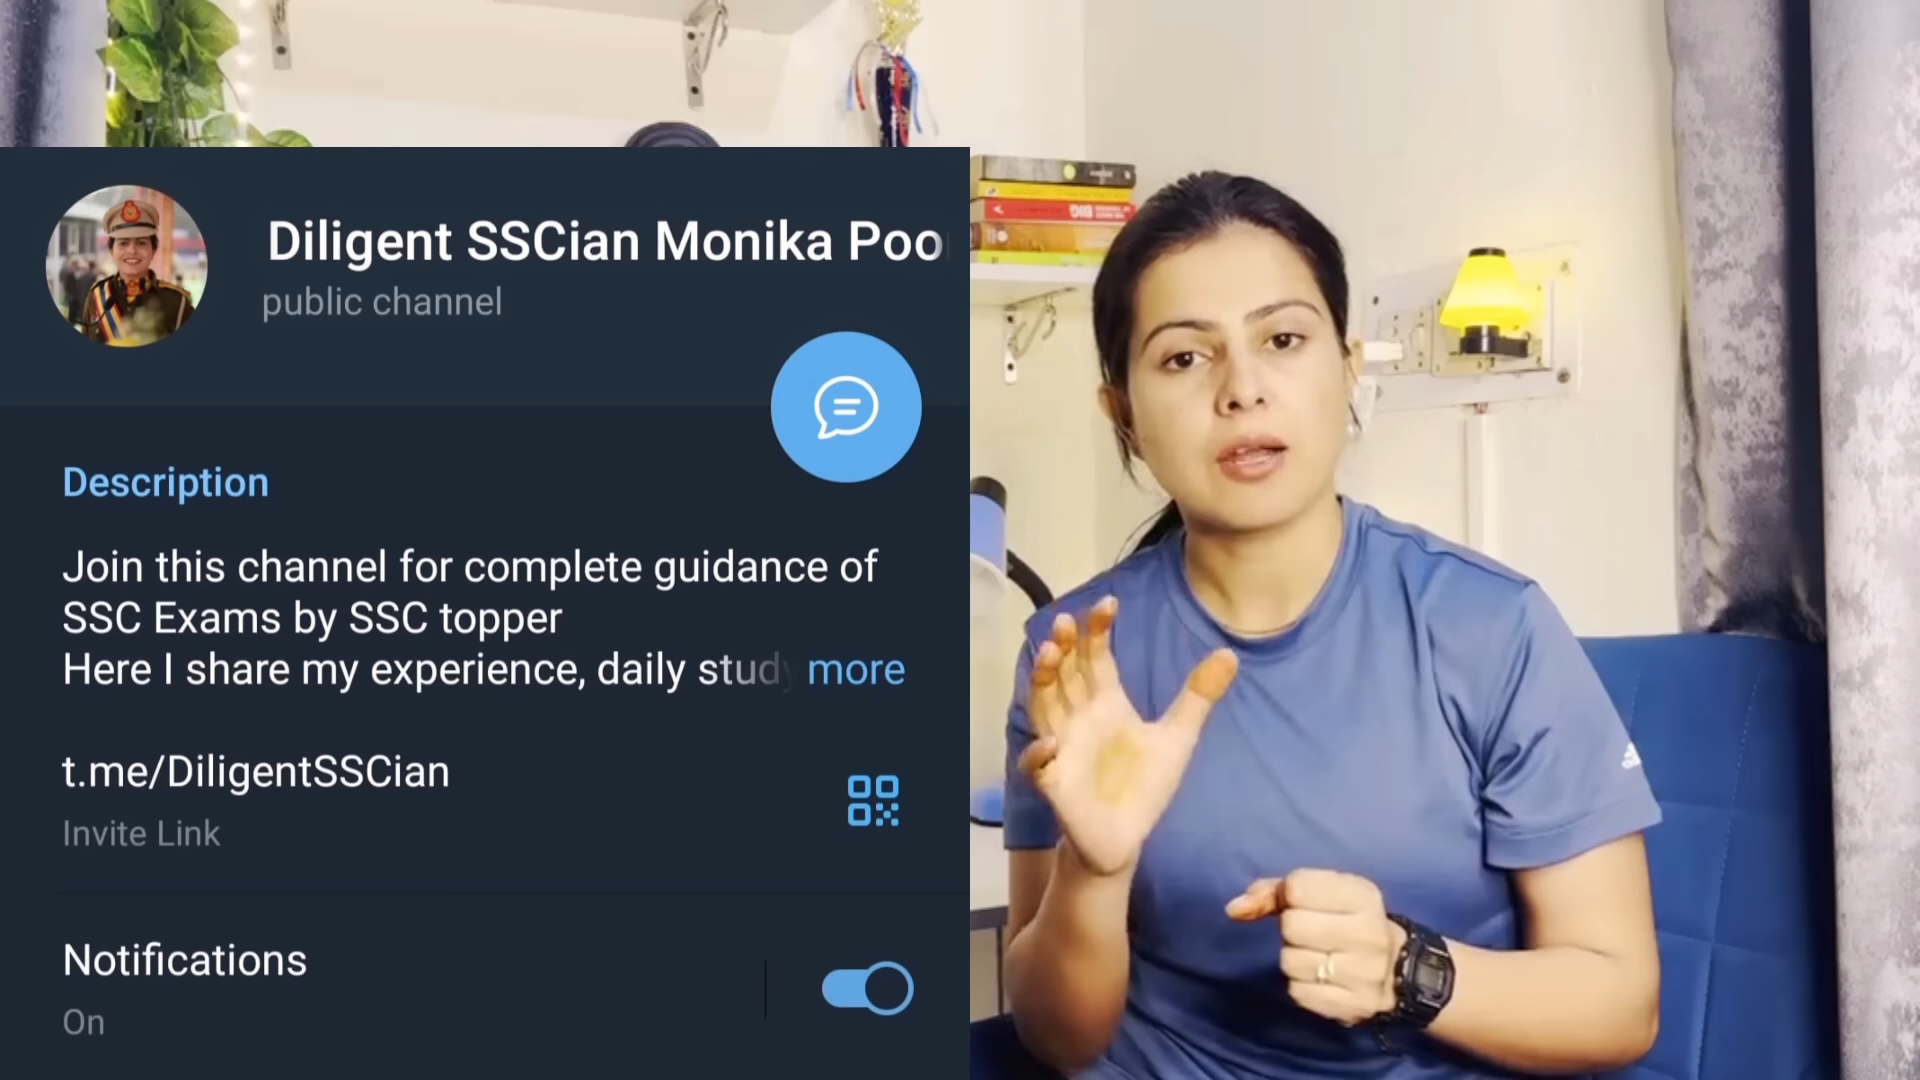 Diligent SSCian Monika Poo
public channel
Description
Join this channel for complete guidance of
SSC Exams by SSC topper
Here I share my experience, daily stud more
t.me/DiligentSSCian
Invite Link
Notifications
On